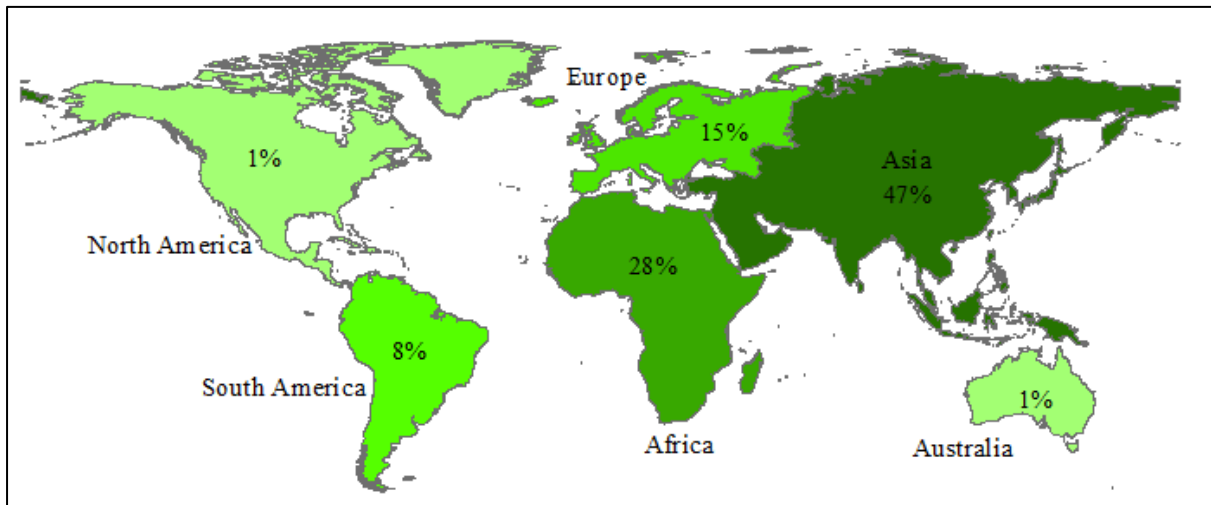 Europe
15%
1%
Asia
47%
North America
28%
8%
South America
1%
Africa
Australia